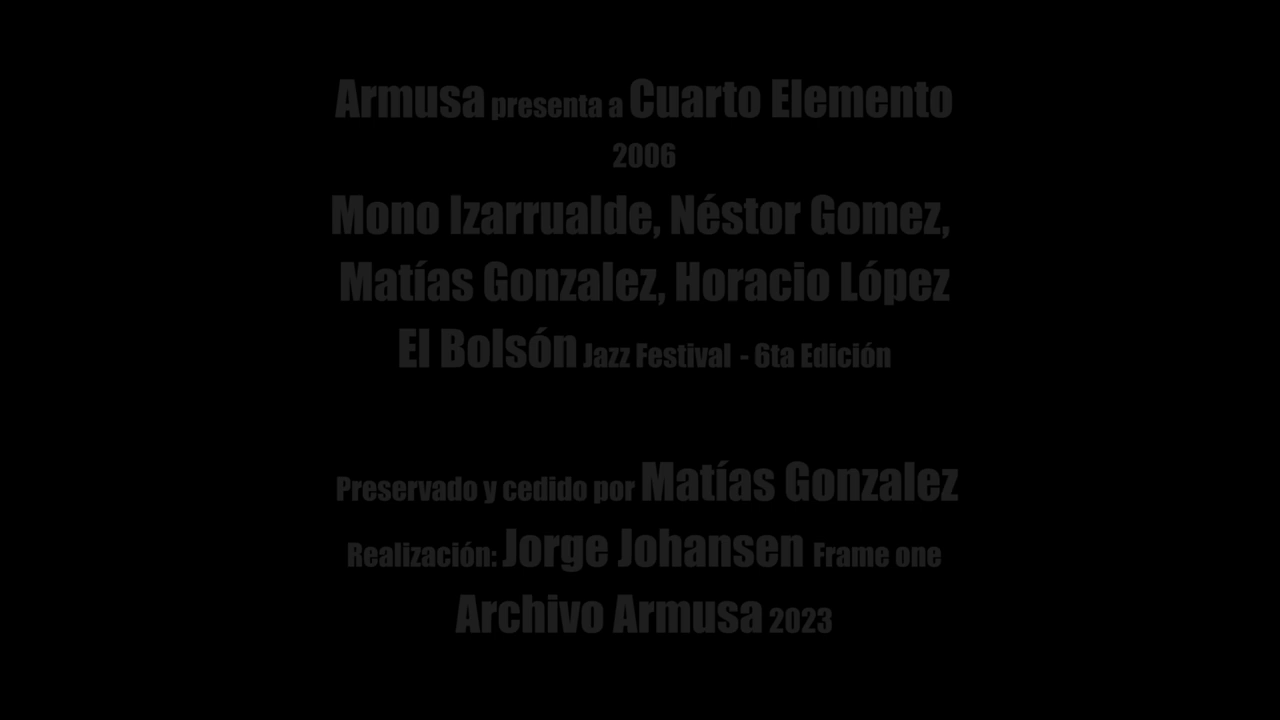 Armusa presenta a Cuarto Elemento
2006
Mono Izarrualde, Néstor Gomez,
Matías Gonzalez, Horacio López
El Bolsón Jazz Festival - 6ta Edición
Preservado y cedido por Matías Gonzalez
Realización: Jorge Johansen Frame one
Archivo Armusa 2023